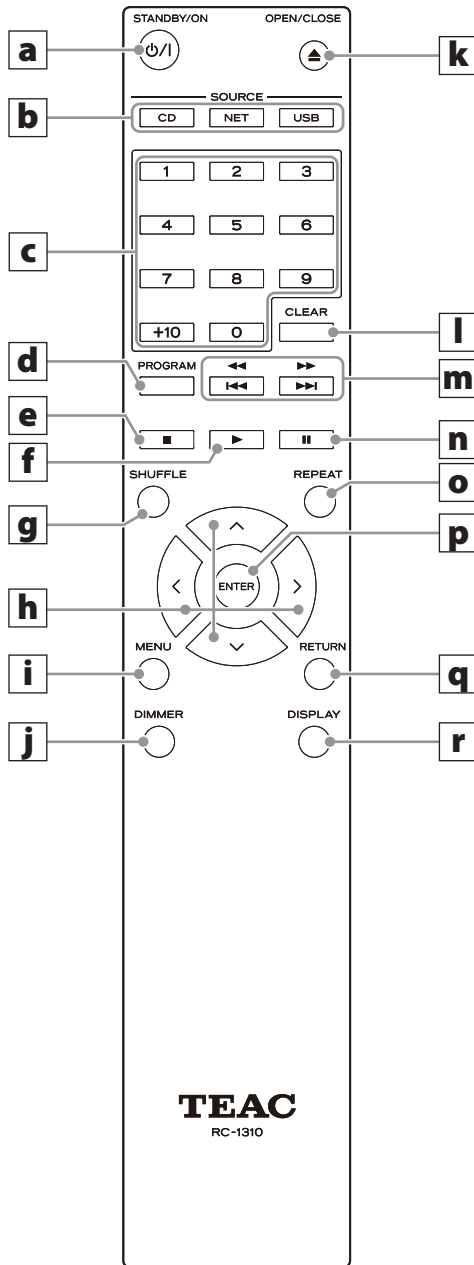 STANDBY/ON OPEN/CLOSE
a k
SOURCE
b CD NET USB
1 2 3
c 4 5 6
7 8 9
CLEAR
+10 0 l
d PROGRAM m
e n
f
SHUFFLE REPEAT
g o
p
h ENTER
MENU RETURN
i q
DIMMER DISPLAY
j r
TEAC
RC-1310